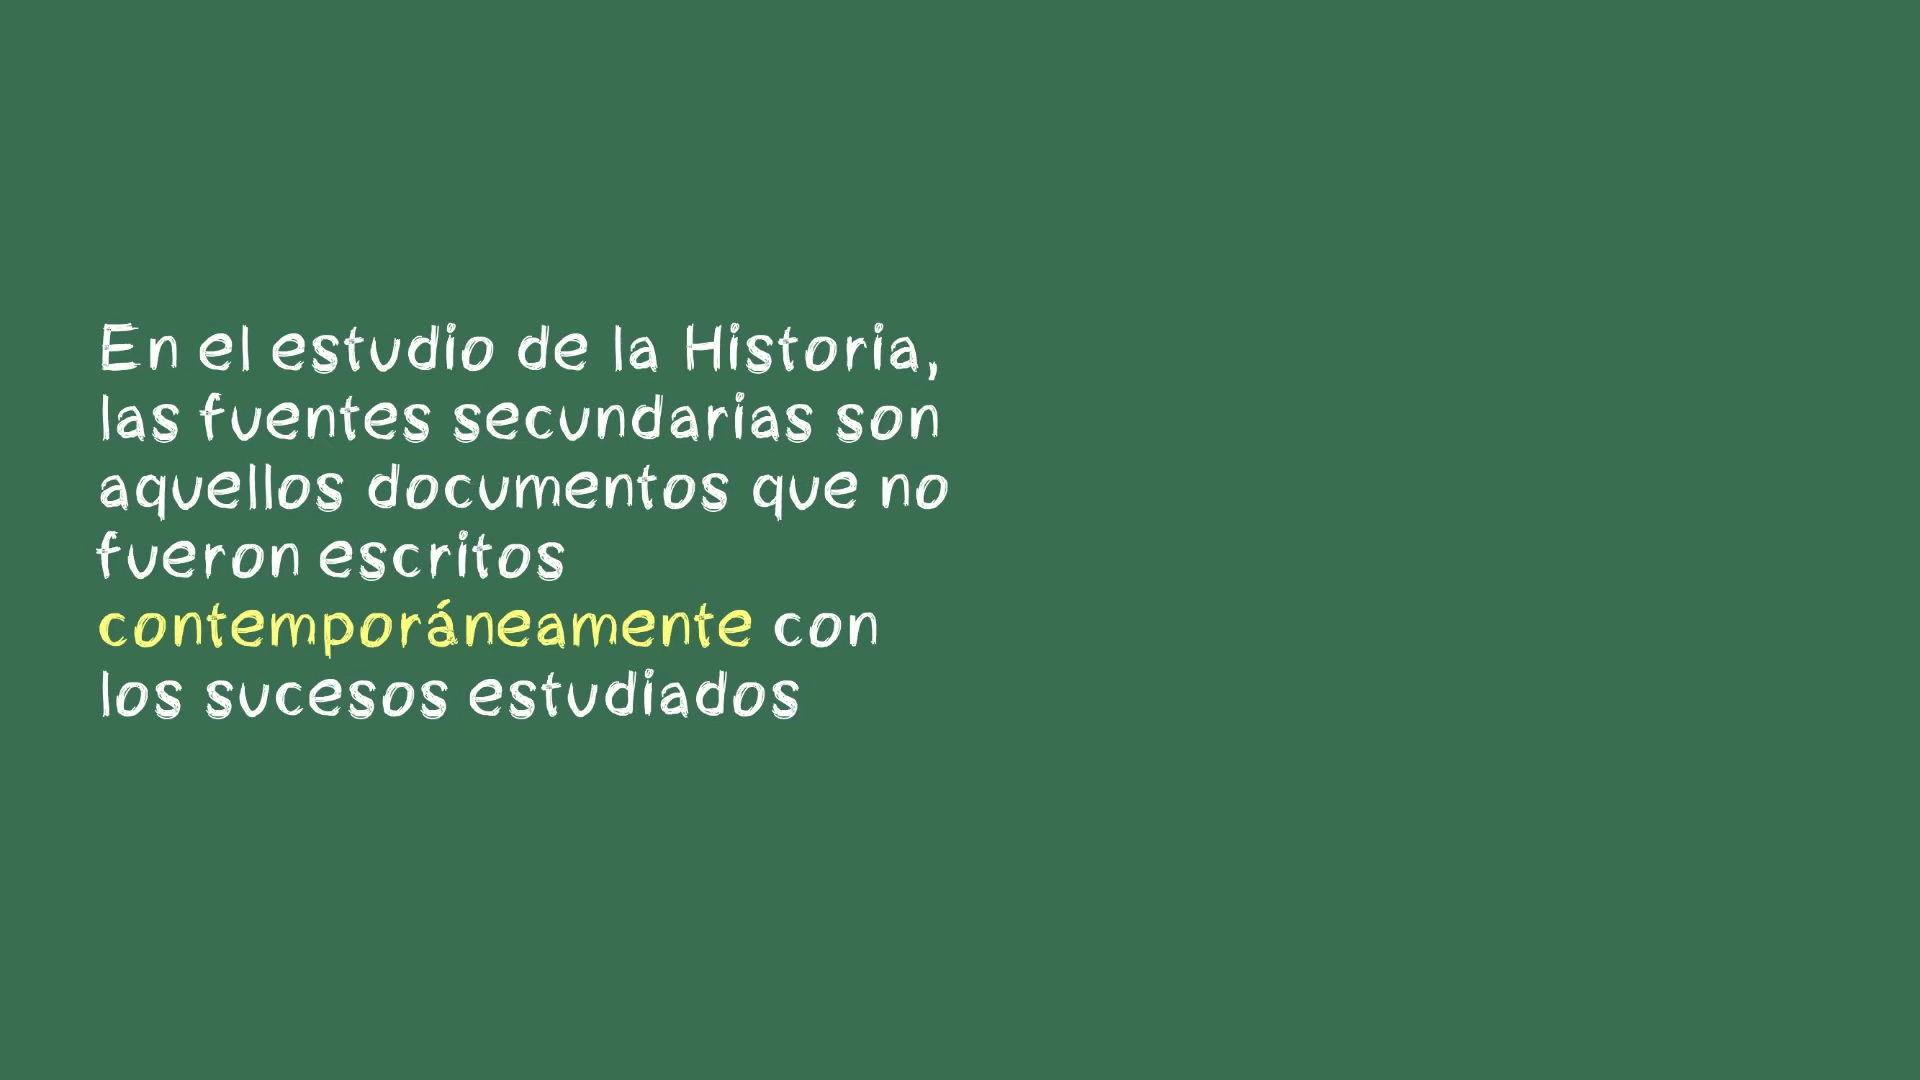 En el estudio de la Historia,
las fuentes secundarias son
aquellos documentos que no
fueron escritos
contemporáneamente con
los sucesos estudiados